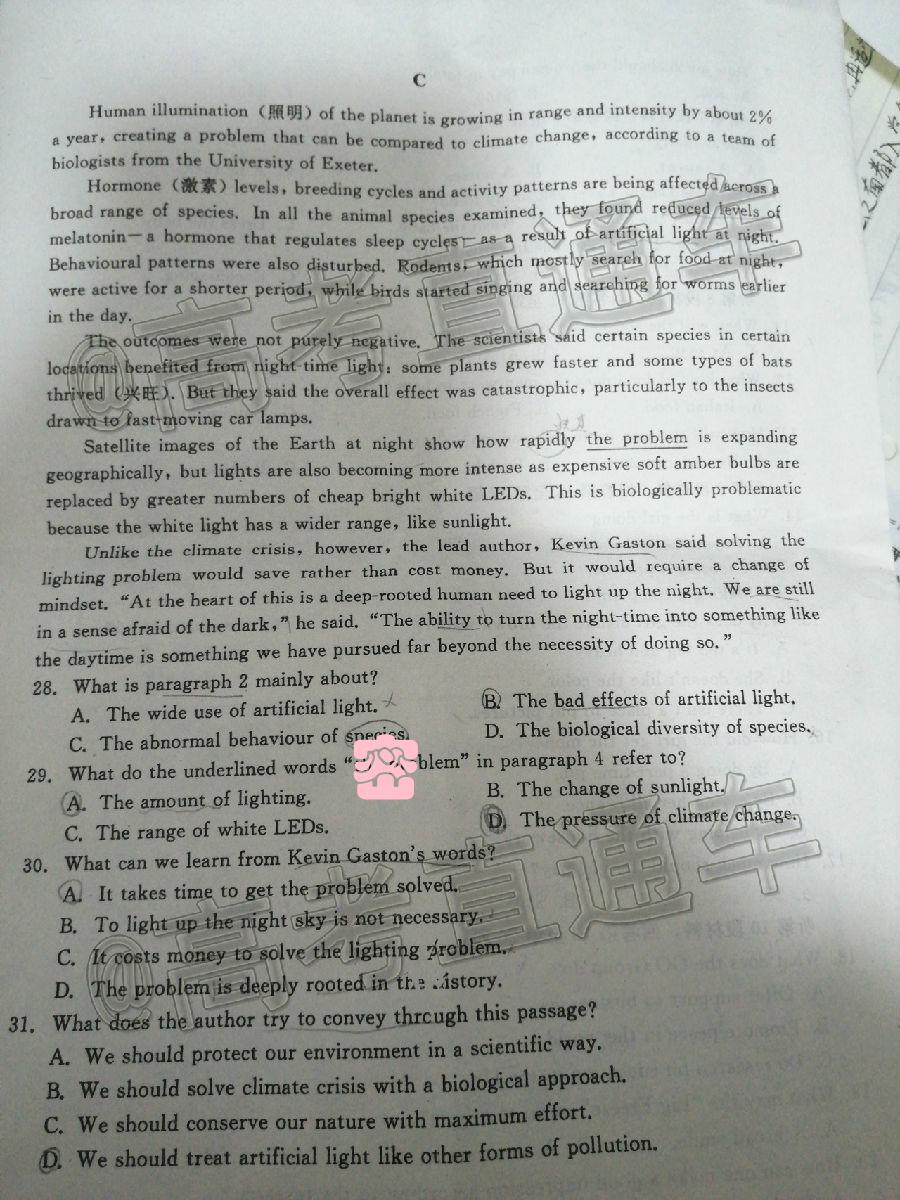 C
Human illumination（照明）of the planet is growing in range and intensity by about 2%
a year, creating a problem that can be compared to climate change, according to a team of
biologists from the University of Exeter.
Hormone（激素）levels, breeding cycles and activity patterns are being affected across a
broad range of species. In all the animal species examined, they found reduced levels of
melatonin—a hormone that regulates sleep cycles—as a result of artificial light at night.
Behavioural patterns were also disturbed. Rodents, which mostly search for food at night,
were active for a shorter period, while birds started singing and searching for worms earlier
in the day.
The outcomes were not purely negative. The scientists said certain species in certain
locations benefited from night-time light: some plants grew faster and some types of bats
thrived（兴旺）. But they said the overall effect was catastrophic, particularly to the insects
drawn to fast-moving car lamps.
Satellite images of the Earth at night show how rapidly the problem is expanding
geographically, but lights are also becoming more intense as expensive soft amber bulbs are
replaced by greater numbers of cheap bright white LEDs. This is biologically problematic
because the white light has a wider range, like sunlight.
Unlike the climate crisis, however, the lead author, Kevin Gaston said solving the
lighting problem would save rather than cost money. But it would require a change of
mindset. “At the heart of this is a deep-rooted human need to light up the night. We are still
in a sense afraid of the dark,” he said. “The ability to turn the night-time into something like
the daytime is something we have pursued far beyond the necessity of doing so.”
28. What is paragraph 2 mainly about?
A. The wide use of artificial light. B. The bad effects of artificial light.
C. The abnormal behaviour of species. D. The biological diversity of species.
29. What do the underlined words “ blem” in paragraph 4 refer to?
A. The amount of lighting. B. The change of sunlight.
C. The range of white LEDs. D. The pressure of climate change.
30. What can we learn from Kevin Gaston's words?
A. It takes time to get the problem solved.
B. To light up the night sky is not necessary.
C. It costs money to solve the lighting problem.
D. The problem is deeply rooted in the history.
31. What does the author try to convey through this passage?
A. We should protect our environment in a scientific way.
B. We should solve climate crisis with a biological approach.
C. We should conserve our nature with maximum effort.
D. We should treat artificial light like other forms of pollution.
@高考直通车
@高考直通车